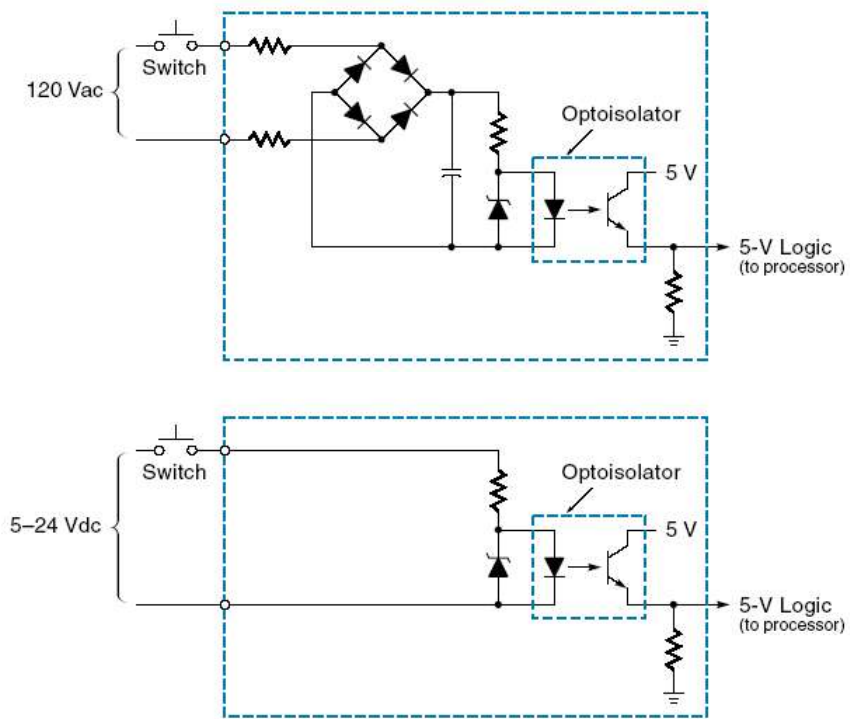 Switch
120 Vac
Optoisolator
5 V
5-V Logic
(to processor)
Switch
5–24 Vdc
Optoisolator
5 V
5-V Logic
(to processor)